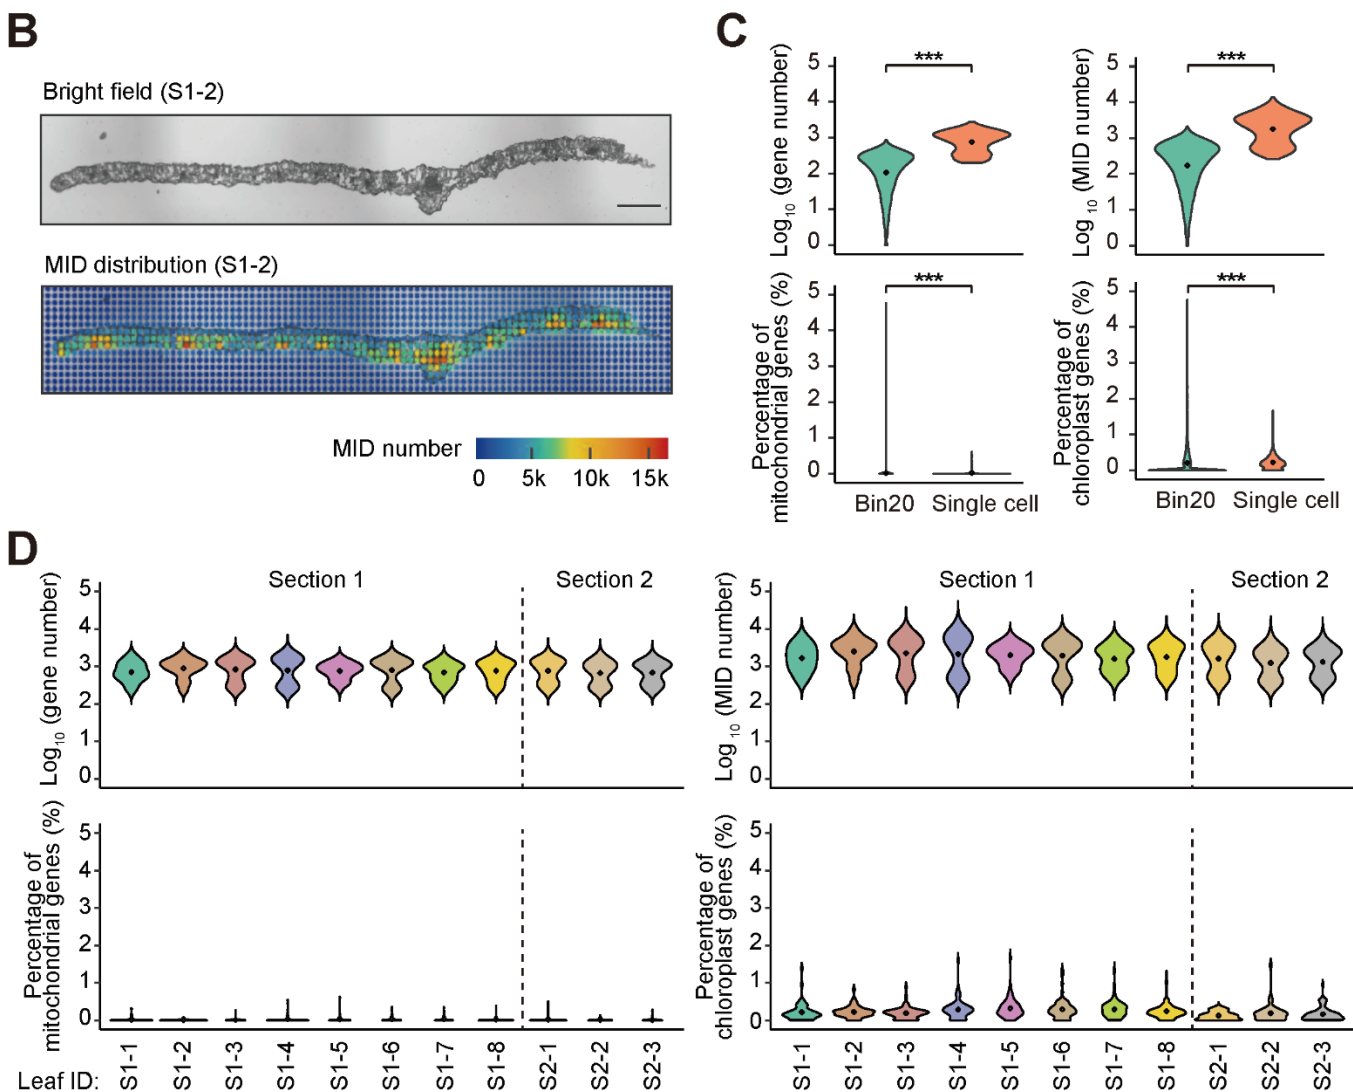 B
Bright field (S1-2)
MID distribution (S1-2)
MID number
0 5k 10k 15k
C
Log10 (gene number)
5
4
3
2
1
0
***
Log10 (MID number)
5
4
3
2
1
0
***
Percentage of
mitochondrial genes (%)
5
4
3
2
1
0
***
Bin20 Single cell
Percentage of
chloroplast genes (%)
5
4
3
2
1
0
***
Bin20 Single cell
D
Section 1 Section 2
Log10 (gene number)
5
4
3
2
1
0
Section 1 Section 2
Log10 (MID number)
5
4
3
2
1
0
Percentage of
mitochondrial genes (%)
5
4
3
2
1
0
Percentage of
chloroplast genes (%)
5
4
3
2
1
0
Leaf ID: S1-1 S1-2 S1-3 S1-4 S1-5 S1-6 S1-7 S1-8 S2-1 S2-2 S2-3
S1-1 S1-2 S1-3 S1-4 S1-5 S1-6 S1-7 S1-8 S2-1 S2-2 S2-3